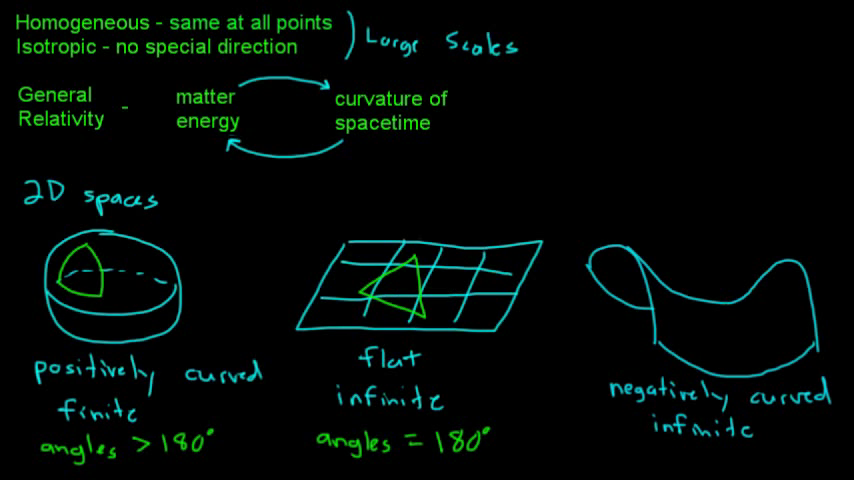 Homogeneous - same at all points
Isotropic - no special direction
Large Scales
General
Relativity
-
matter
energy
curvature of
spacetime
2D spaces
positively curved
finite
angles > 180°
flat
infinite
angles = 180°
negatively curved
infinite